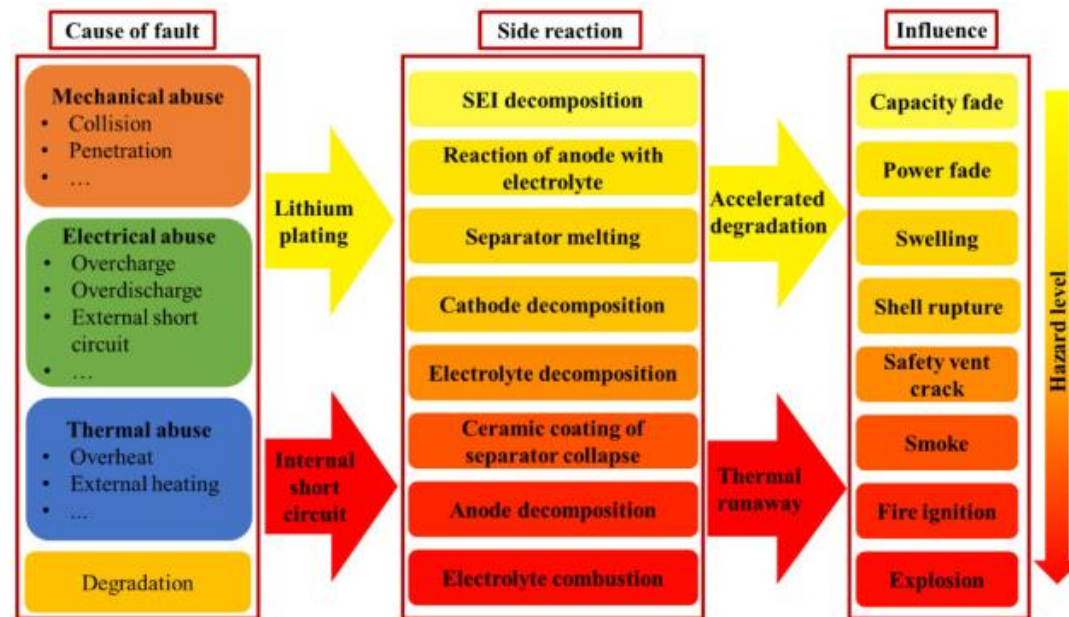 Cause of fault
Mechanical abuse
• Collision
• Penetration
• …
Electrical abuse
• Overcharge
• Overdischarge
• External short
circuit
• …
Thermal abuse
• Overheat
• External heating
• ...
Degradation
Lithium
plating
Internal
short
circuit
Side reaction
SEI decomposition
Reaction of anode with
electrolyte
Separator melting
Cathode decomposition
Electrolyte decomposition
Ceramic coating of
separator collapse
Anode decomposition
Electrolyte combustion
Accelerated
degradation
Thermal
runaway
Influence
Capacity fade
Power fade
Swelling
Shell rupture
Safety vent
crack
Smoke
Fire ignition
Explosion
Hazard level